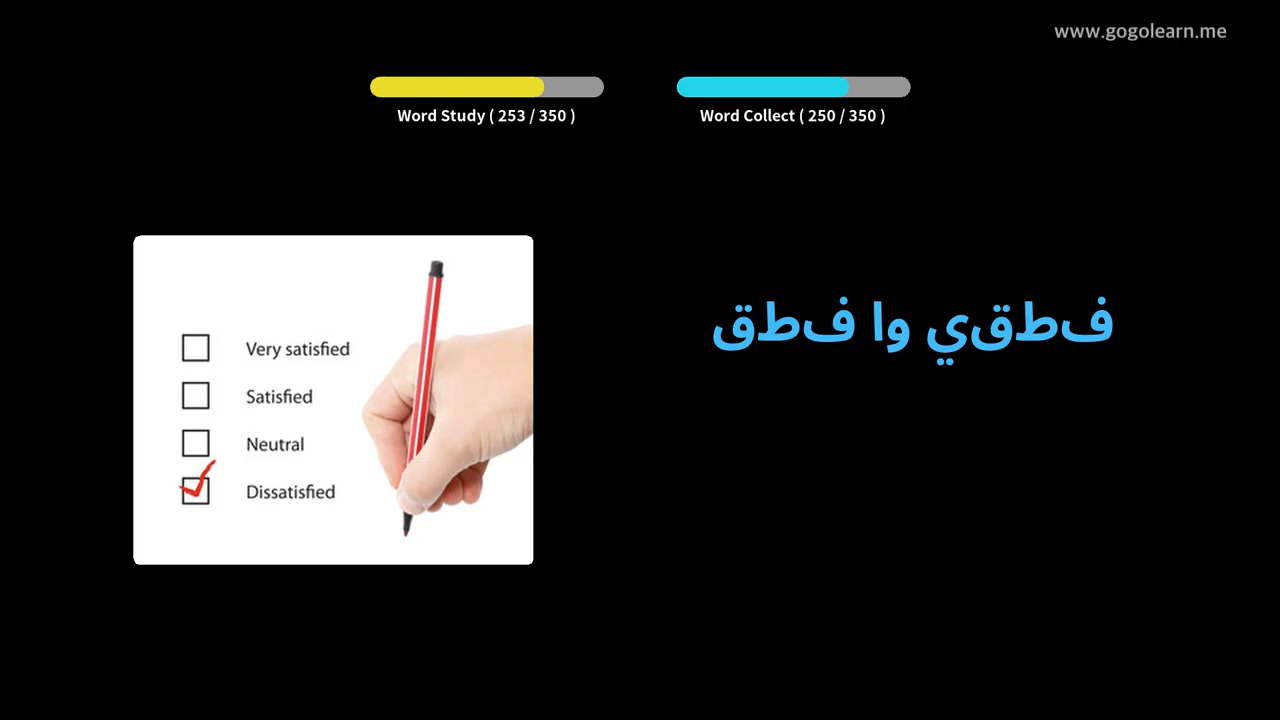 www.gogolearn.me
Word Study ( 253 / 350 )
Word Collect ( 250 / 350 )
فطقي وا فطق
Very satisfied
Satisfied
Neutral
Dissatisfied